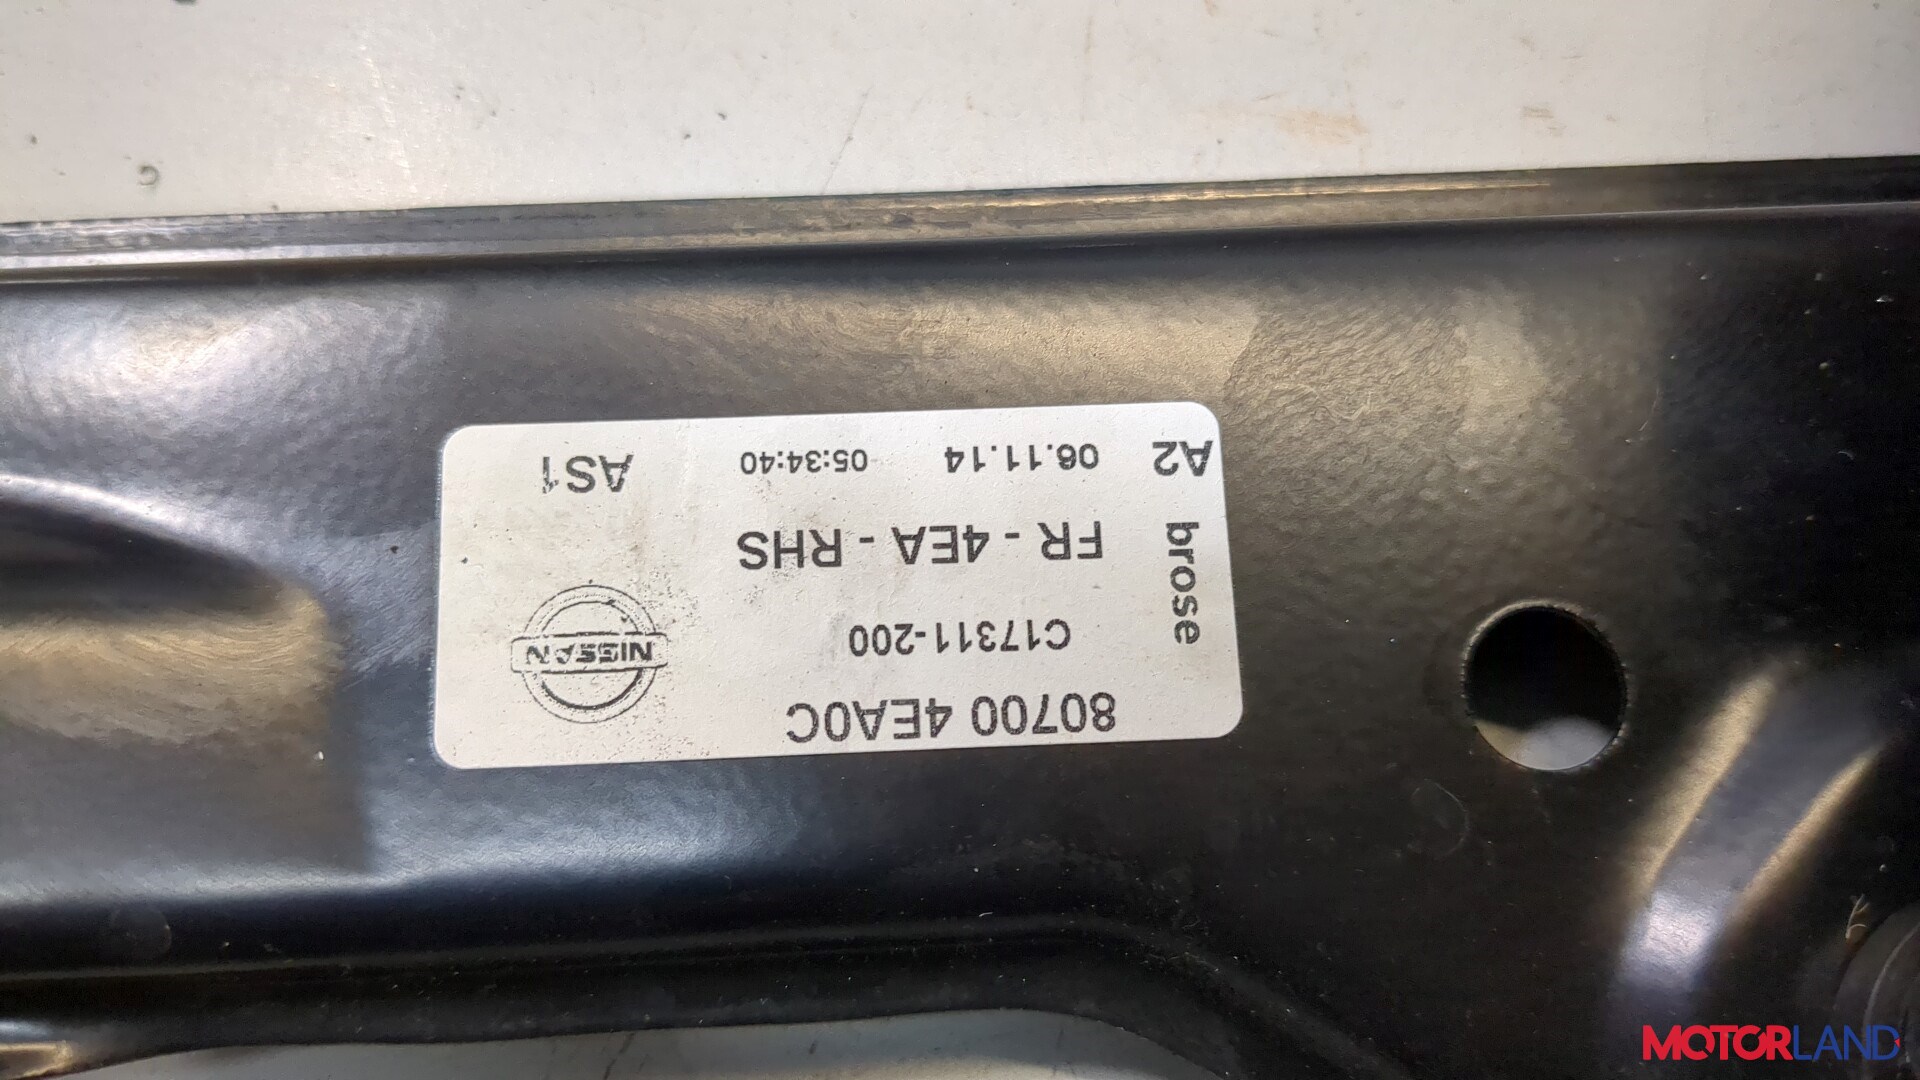 80700 4EA0C
C17311-200
NISSAN
FR - 4EA - RHS
brose
A2
06.11.14 05:34:40 AS1
MOTORLAND